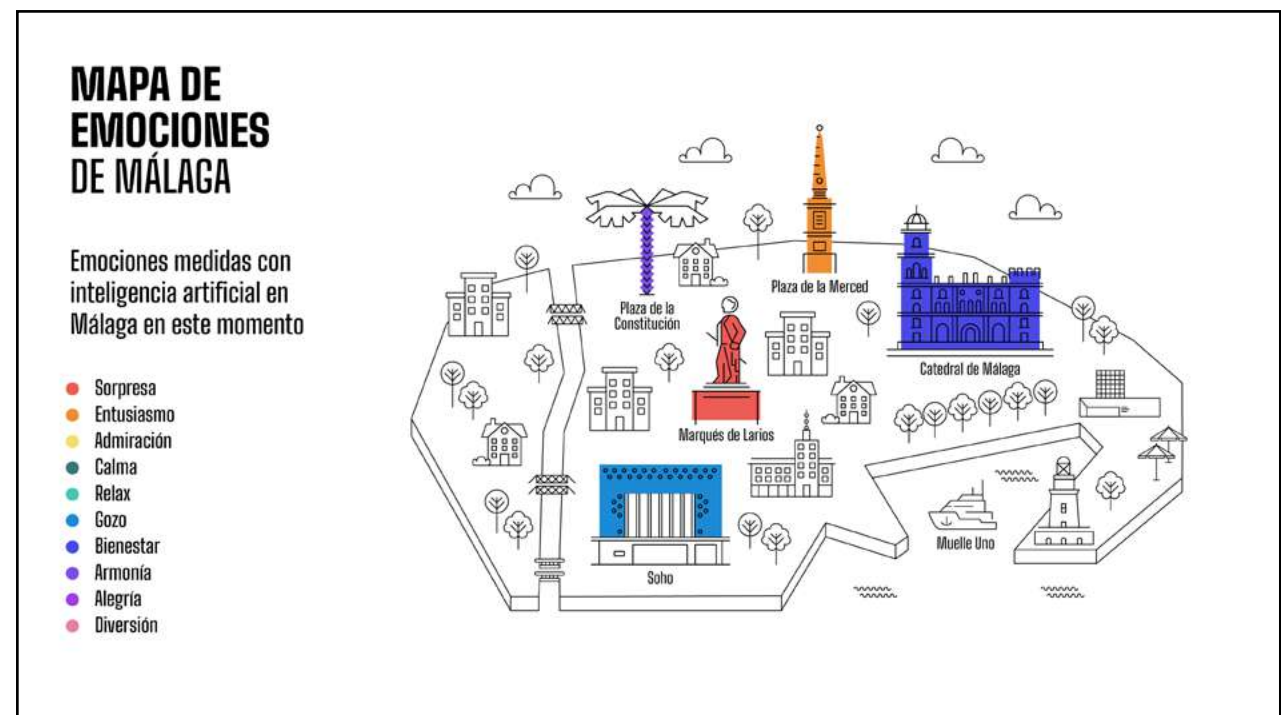 MAPA DE
EMOCIONES
DE MÁLAGA
Emociones medidas con
inteligencia artificial en
Málaga en este momento
Sorpresa
Entusiasmo
Admiración
Calma
Relax
Gozo
Bienestar
Armonía
Alegría
Diversión
Plaza de la
Constitución
Plaza de la Merced
Catedral de Málaga
Marqués de Larios
Soho
Muelle Uno